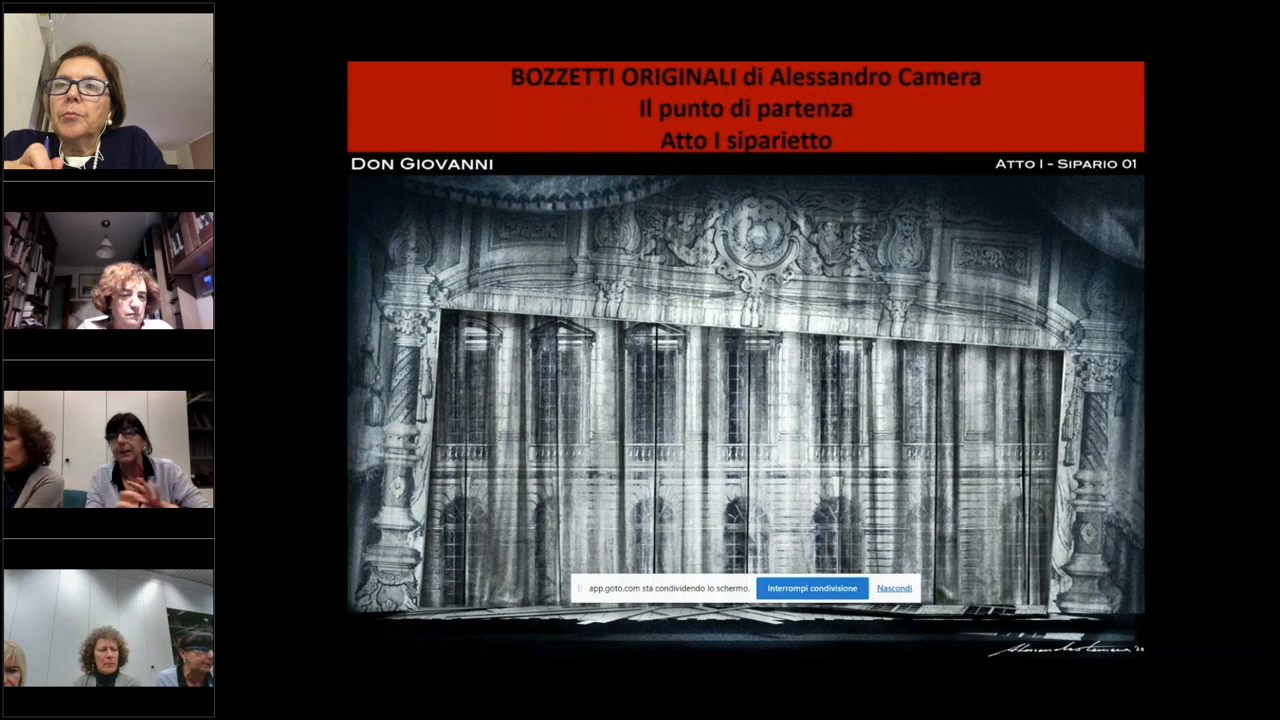 BOZZETTI ORIGINALI di Alessandro Camera
Il punto di partenza
Atto I siparietto
DON GIOVANNI
ATTO I - SIPARIO 01
app.goto.com sta condividendo lo schermo.
Interrompi condivisione
Nascondi